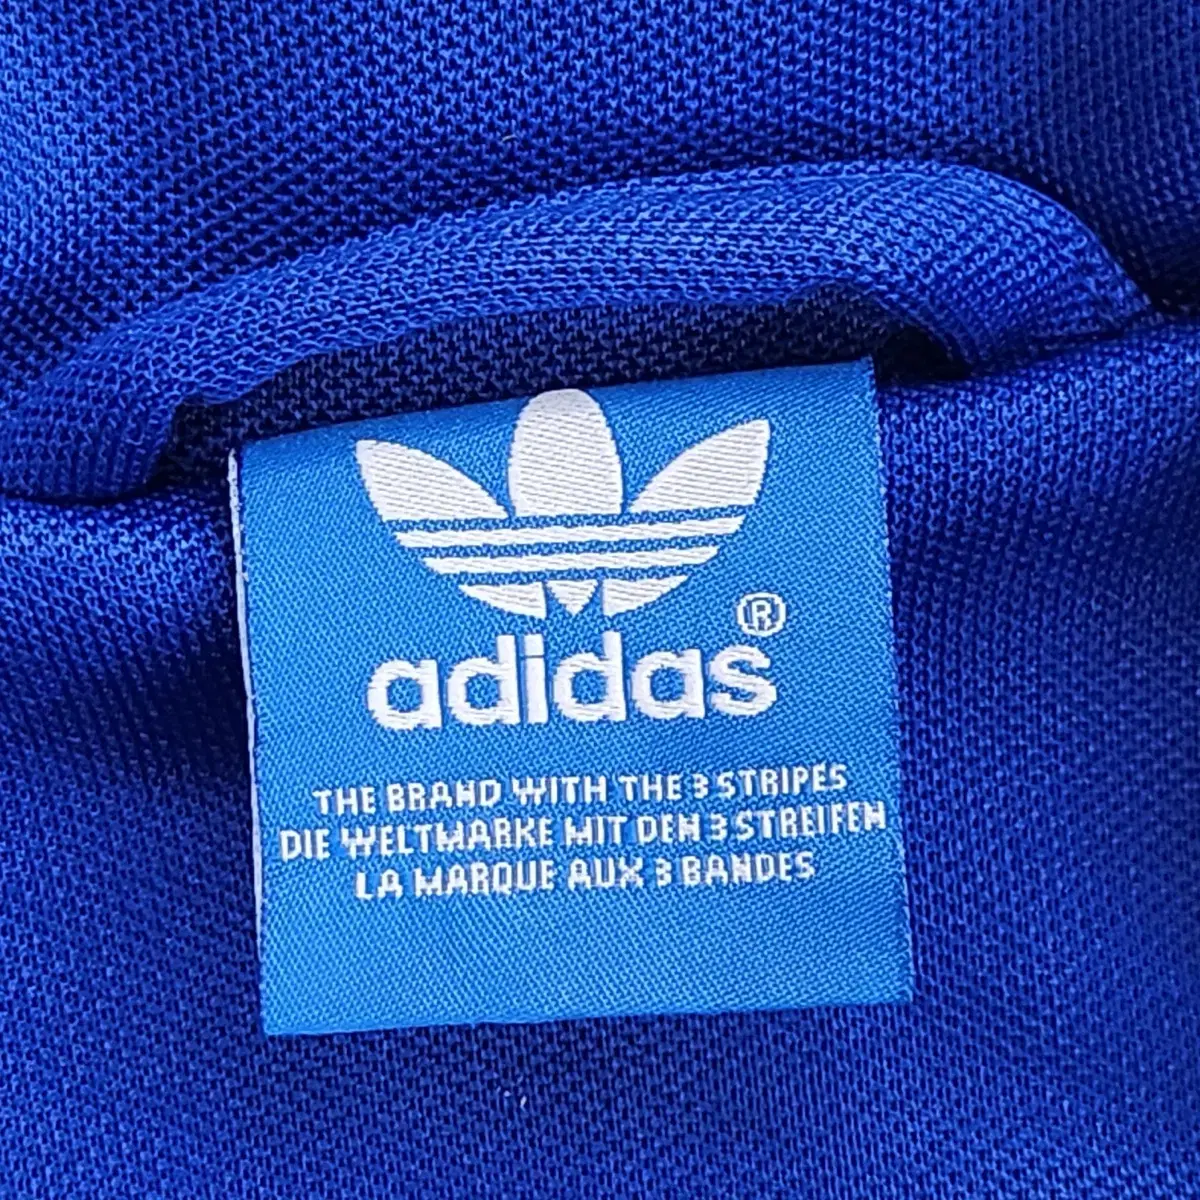 adidas®
THE BRAND WITH THE 3 STRIPES
DIE WELTMARKE MIT DEN 3 STREIFEN
LA MARQUE AUX 3 BANDES